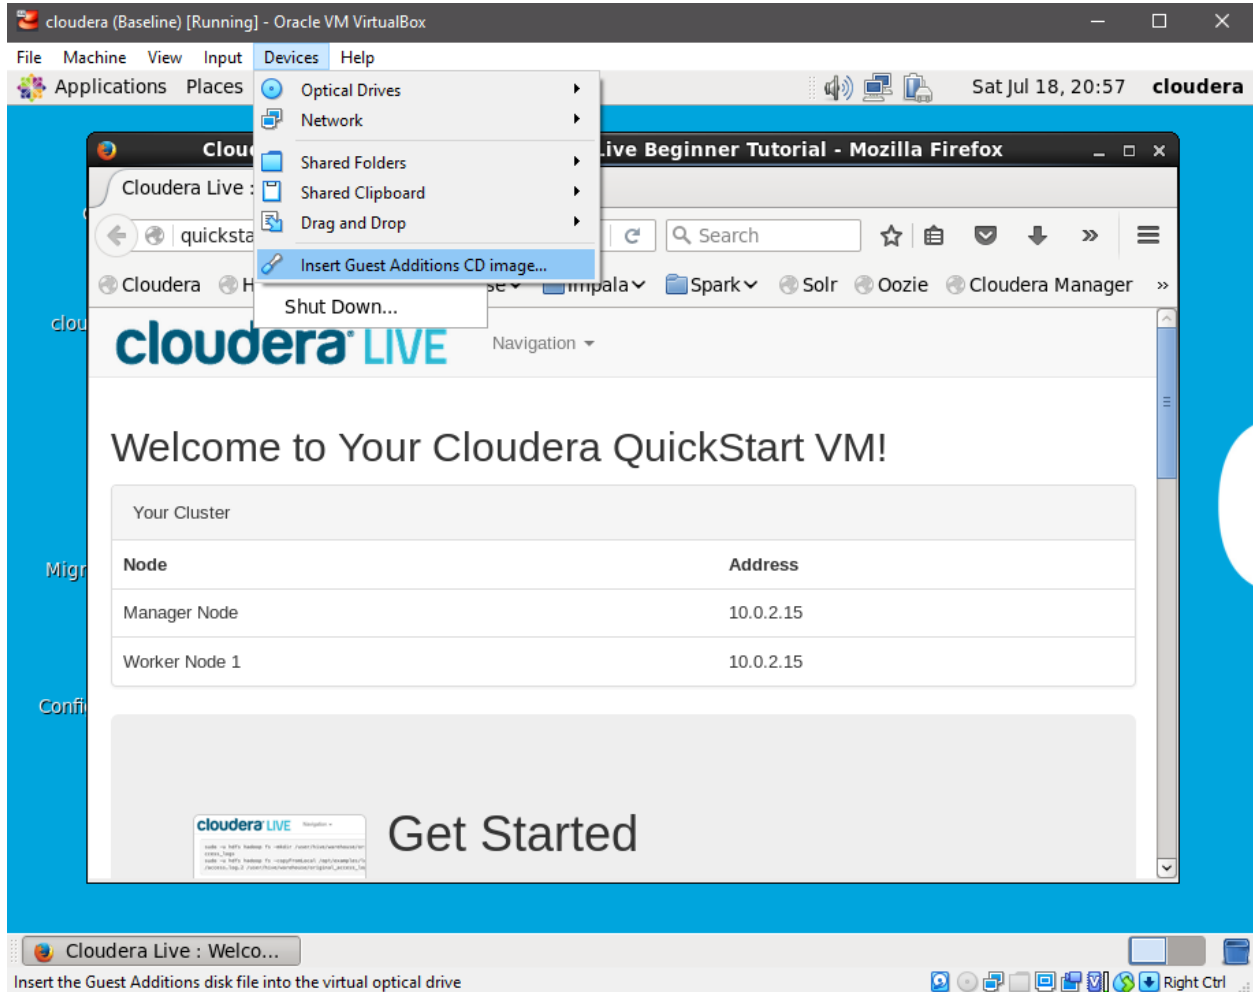 cloudera (Baseline) [Running] - Oracle VM VirtualBox
File Machine View Input Devices Help
Applications Places
Sat Jul 18, 20:57 cloudera
Optical Drives
Network
Shared Folders
Shared Clipboard
Drag and Drop
Insert Guest Additions CD image...
Shut Down...
Live Beginner Tutorial - Mozilla Firefox
Cloudera Live :
Search
Cloudera
Impala Spark Solr Oozie Cloudera Manager
cloudera LIVE Navigation
Welcome to Your Cloudera QuickStart VM!
Your Cluster
Node Address
Manager Node 10.0.2.15
Worker Node 1 10.0.2.15
cloudera LIVE
Get Started
Cloudera Live : Welco...
Insert the Guest Additions disk file into the virtual optical drive
Right Ctrl